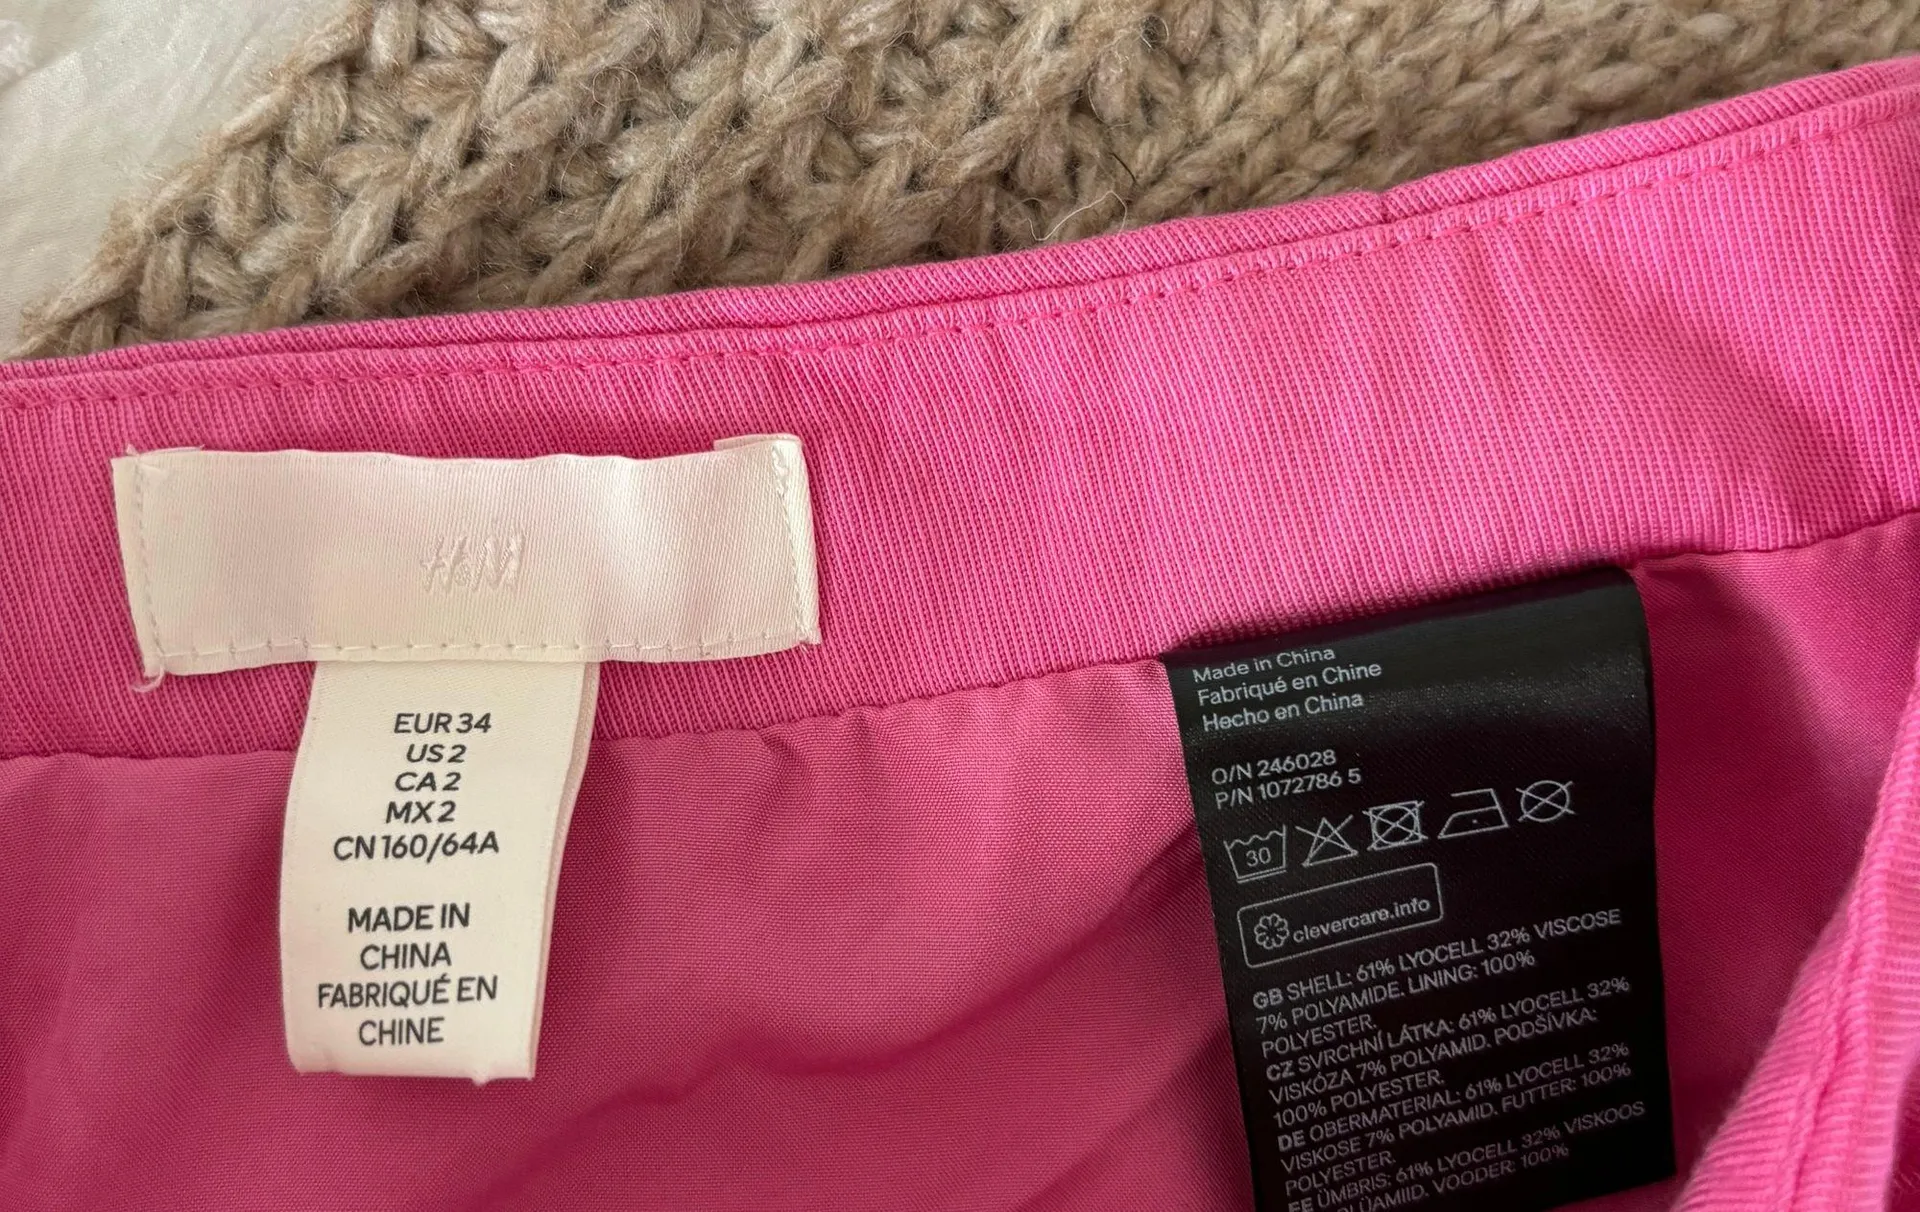 H&M
EUR 34
US 2
CA 2
MX 2
CN 160/64A
MADE IN
CHINA
FABRIQUÉ EN
CHINE
Made in China
Fabriqué en Chine
Hecho en China
O/N 246028
P/N 1072786 5
30
clevercare.info
GB SHELL: 61% LYOCELL 32% VISCOSE
7% POLYAMIDE. LINING: 100%
POLYESTER.
CZ SVRCHNÍ LÁTKA: 61% LYOCELL 32%
VISKÓZA 7% POLYAMID. PODŠÍVKA:
100% POLYESTER.
DE OBERMATERIAL: 61% LYOCELL 32%
VISKOSE 7% POLYAMID. FUTTER: 100%
POLYESTER.
EE ÜMBRIS: 61% LYOCELL 32% VISKOOS
POLÜAMIID. VOODER: 100%